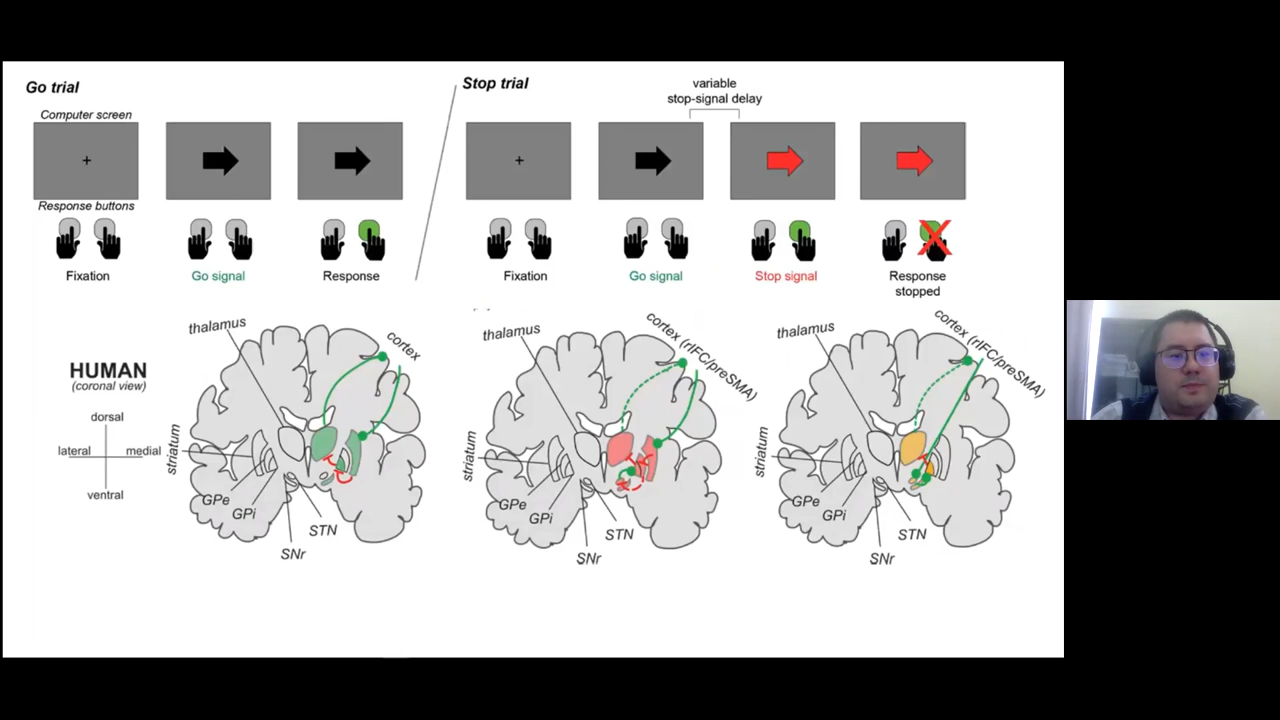 Go trial
Computer screen
+
Response buttons
Fixation
Go signal
Response
Stop trial
variable
stop-signal delay
+
Fixation
Go signal
Stop signal
Response
stopped
HUMAN
(coronal view)
dorsal
lateral
medial
ventral
thalamus
cortex
striatum
GPe
GPi
STN
SNr
thalamus
cortex (rIFC/preSMA)
striatum
GPe
GPi
STN
SNr
thalamus
cortex (rIFC/preSMA)
striatum
GPe
GPi
STN
SNr